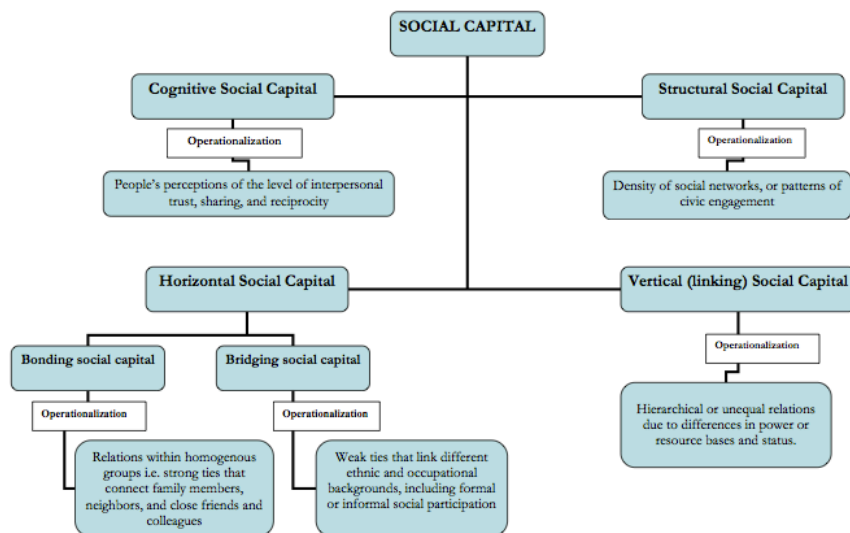 SOCIAL CAPITAL
Cognitive Social Capital
Structural Social Capital
Operationalization
Operationalization
People's perceptions of the level of interpersonal
trust, sharing, and reciprocity
Density of social networks, or patterns of
civic engagement
Horizontal Social Capital
Vertical (linking) Social Capital
Bonding social capital
Bridging social capital
Operationalization
Operationalization
Operationalization
Hierarchical or unequal relations
due to differences in power or
resource bases and status.
Relations within homogenous
groups i.e. strong ties that
connect family members,
neighbors, and close friends and
colleagues
Weak ties that link different
ethnic and occupational
backgrounds, including formal
or informal social participation